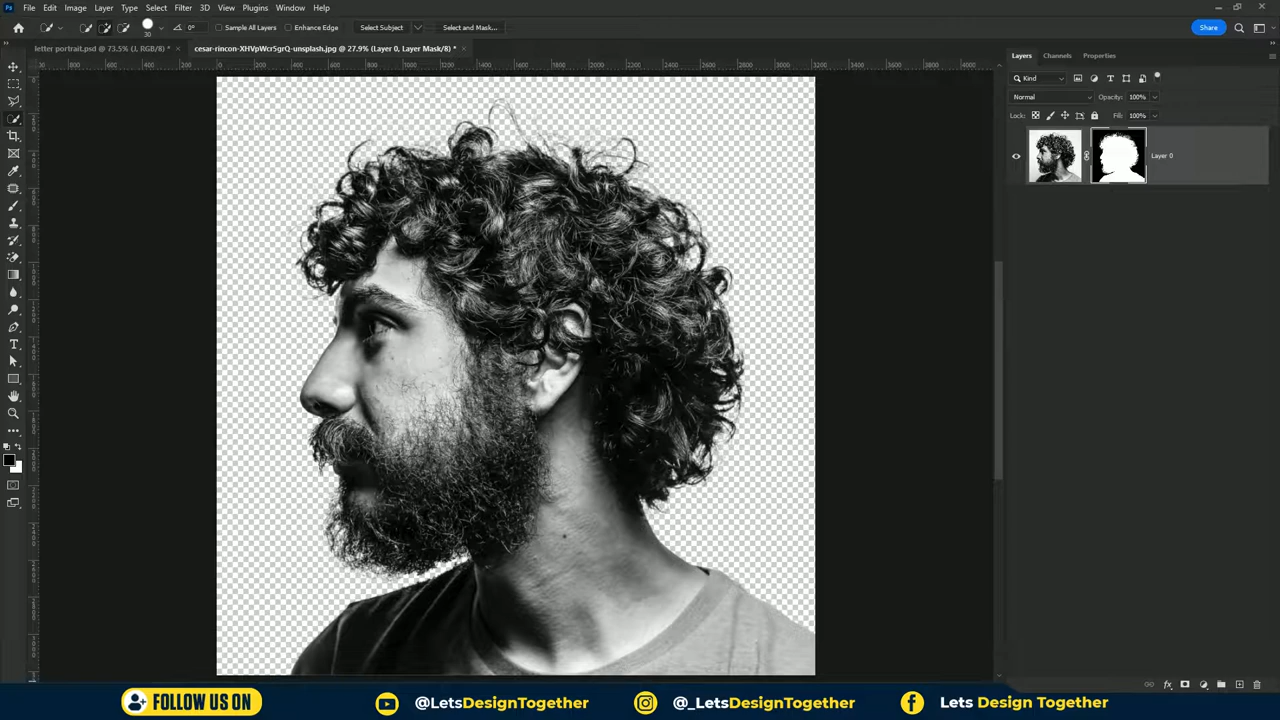 Ps File Edit Image Layer Type Select Filter 3D View Plugins Window Help
30 0° Sample All Layers Enhance Edge Select Subject Select and Mask... Share
letter portrait.psd @ 73.5% (J, RGB/8) * × cesar-rincon-XHVpWcr5grQ-unsplash.jpg @ 27.9% (Layer 0, Layer Mask/8) * ×
Layers Channels Properties
Kind
Normal Opacity: 100%
Lock: Fill: 100%
Layer 0
FOLLOW US ON @LetsDesignTogether @_LetsDesignTogether Lets Design Together